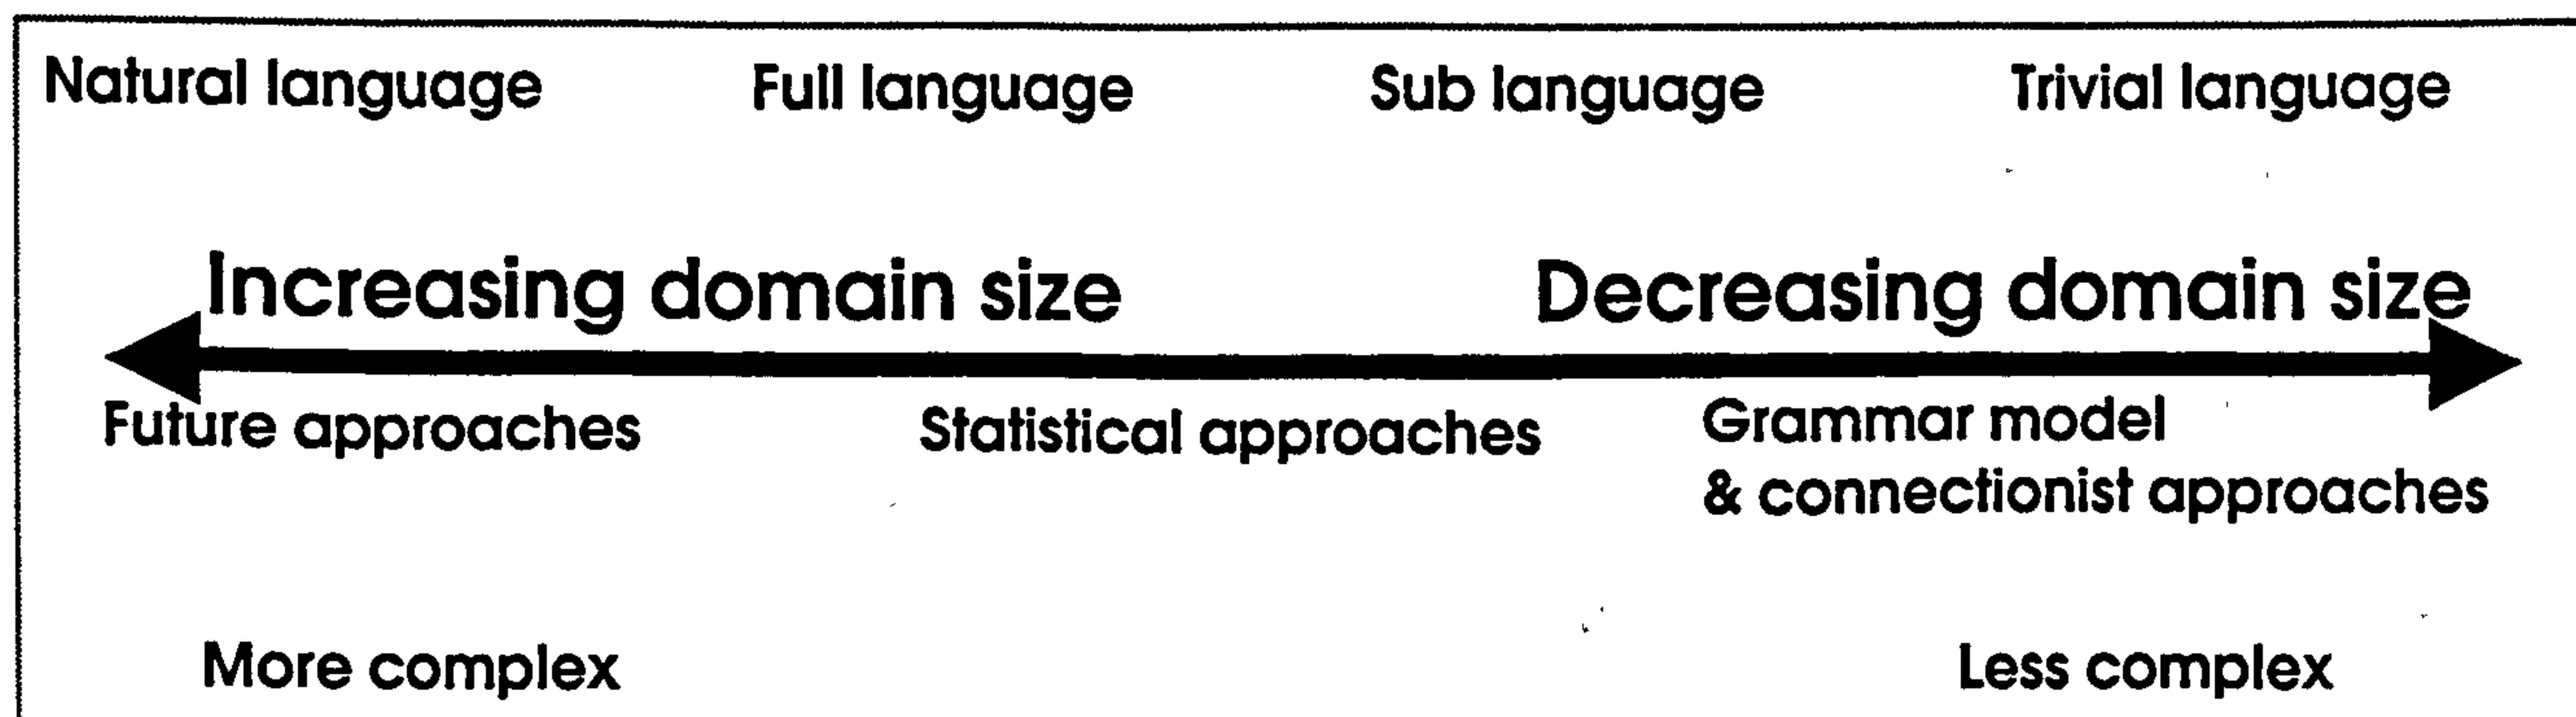 Natural language Full language Sub language Trivial language
Increasing domain size Decreasing domain size
Future approaches Statistical approaches Grammar model
& connectionist approaches
More complex Less complex